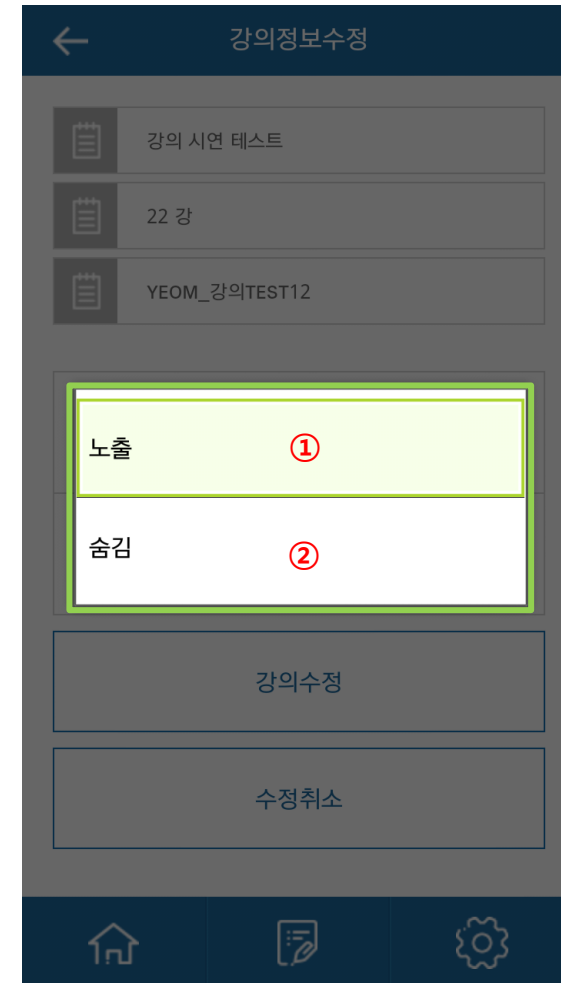 강의정보수정
강의 시연 테스트
22 강
YEOM_강의TEST12
노출 ①
숨김 ②
강의수정
수정취소